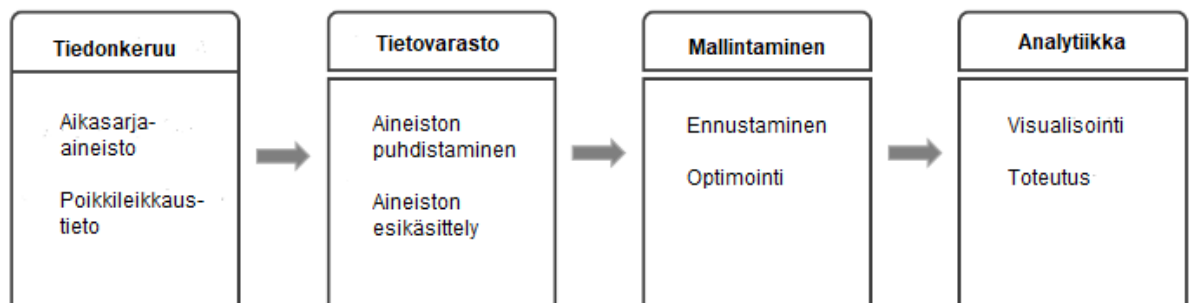 Tiedonkeruu
Aikasarja-
aineisto
Poikkileikkaus-
tieto
Tietovarasto
Aineiston
puhdistaminen
Aineiston
esikäsittely
Mallintaminen
Ennustaminen
Optimointi
Analytiikka
Visualisointi
Toteutus